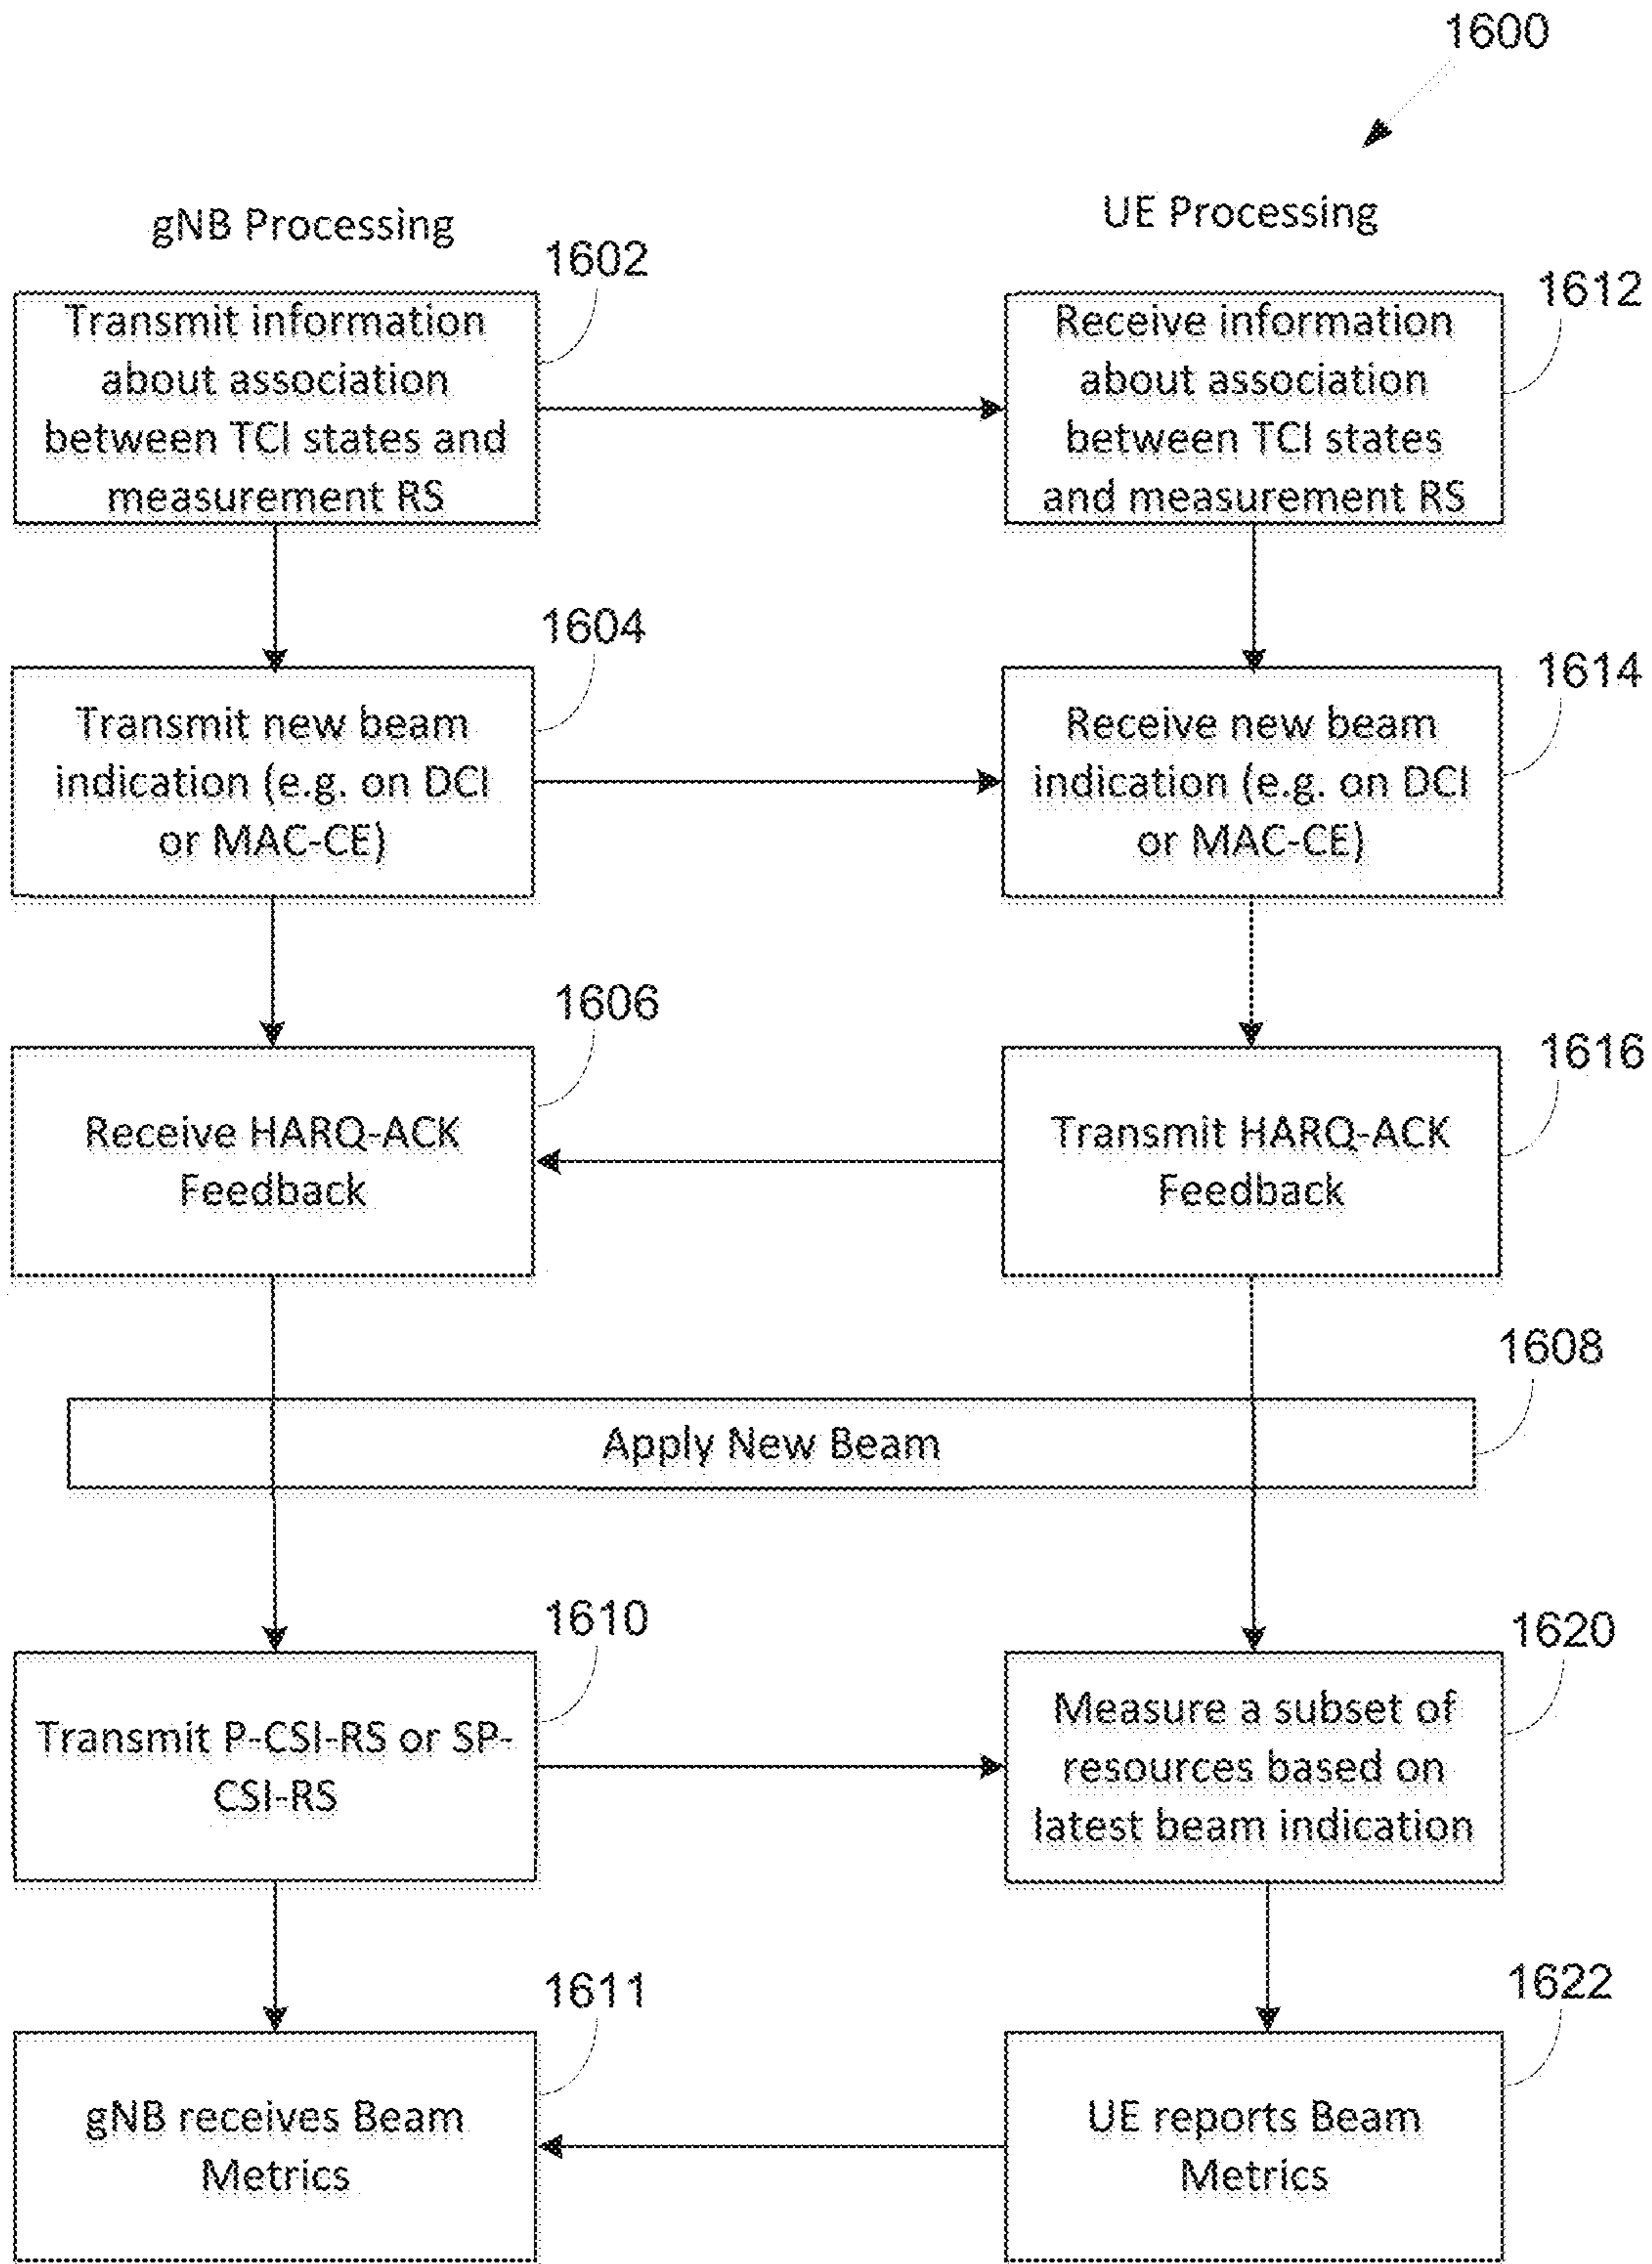 1600
gNB Processing
UE Processing
1602
Transmit information
about association
between TCI states and
measurement RS
1612
Receive information
about association
between TCI states
and measurement RS
1604
Transmit new beam
indication (e.g. on DCI
or MAC-CE)
1614
Receive new beam
indication (e.g. on DCI
or MAC-CE)
1606
Receive HARQ-ACK
Feedback
1616
Transmit HARQ-ACK
Feedback
1608
Apply New Beam
1610
Transmit P-CSI-RS or SP-
CSI-RS
1620
Measure a subset of
resources based on
latest beam indication
1611
gNB receives Beam
Metrics
1622
UE reports Beam
Metrics